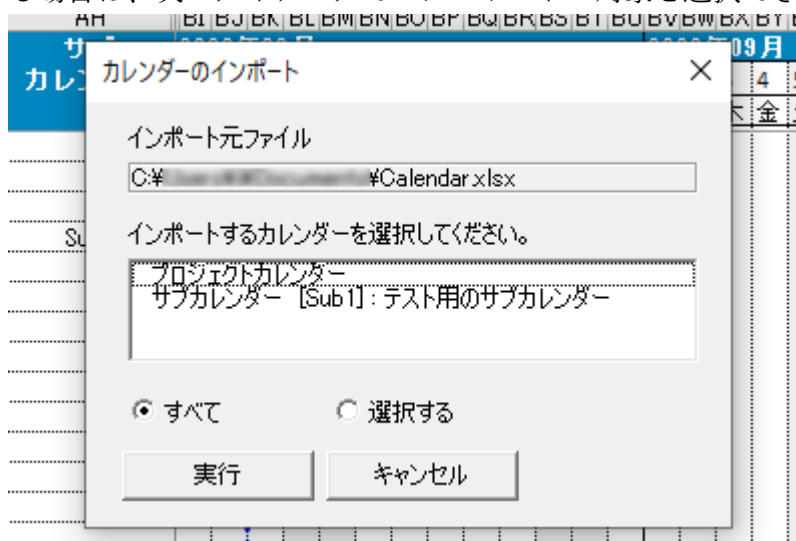 AH BI BJ BK BL BM BN BO BP BQ BR BS BT BU BV BW BX BY
09月
カレンダーのインポート
4
金
インポート元ファイル
C:¥ ¥Calendar.xlsx
インポートするカレンダーを選択してください。
プロジェクトカレンダー
サブカレンダー [Sub1]:テスト用のサブカレンダー
すべて 選択する
実行 キャンセル